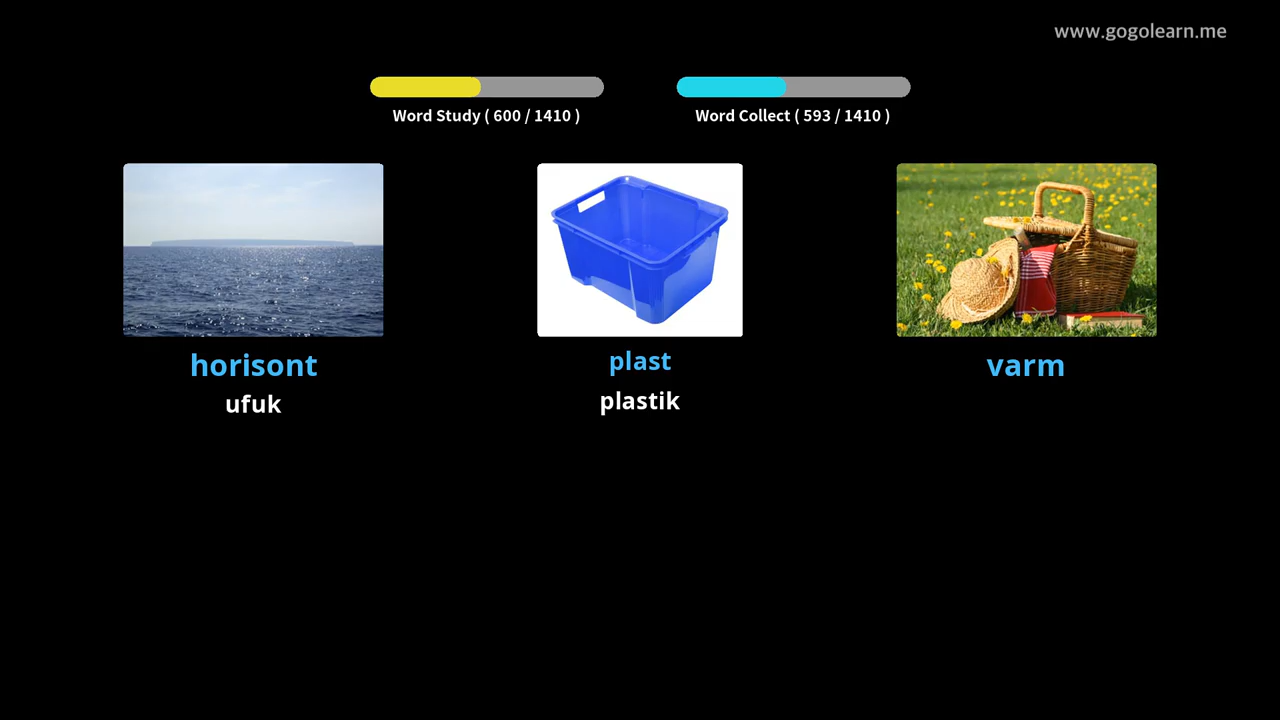 www.gogolearn.me
Word Study ( 600 / 1410 )
Word Collect ( 593 / 1410 )
horisont
ufuk
plast
plastik
varm